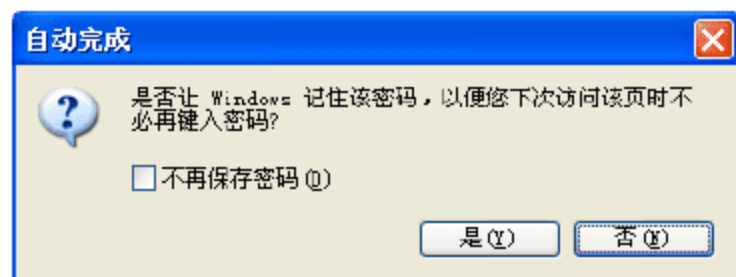 自动完成
是否让 Windows 记住该密码，以便您下次访问该页时不
必再键入密码?
不再保存密码(D)
是(Y)
否(N)